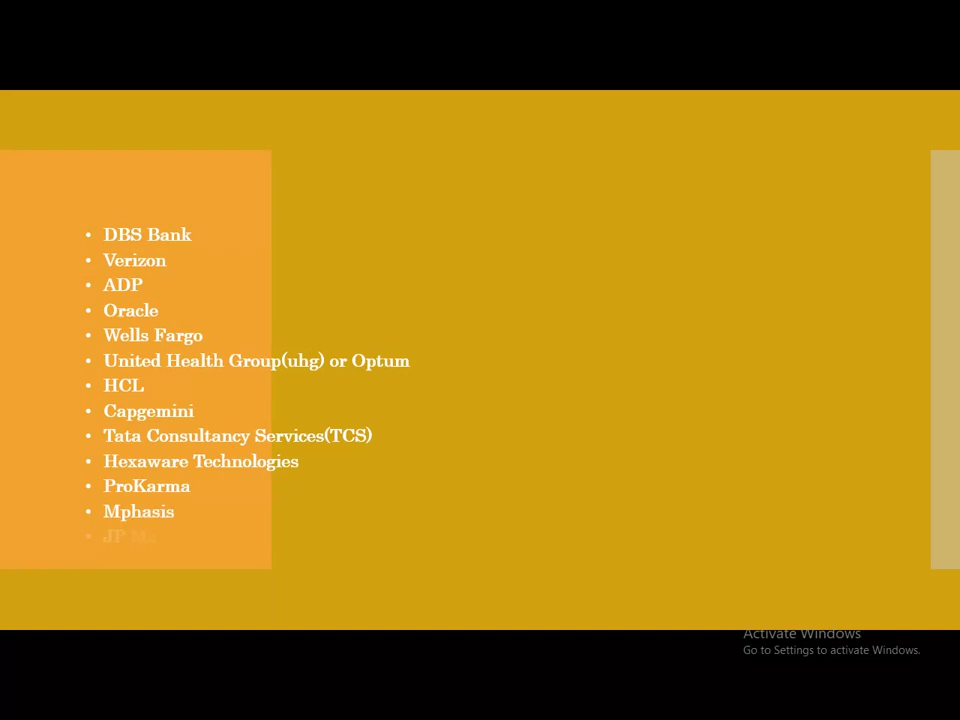 • DBS Bank
• Verizon
• ADP
• Oracle
• Wells Fargo
• United Health Group(uhg) or Optum
• HCL
• Capgemini
• Tata Consultancy Services(TCS)
• Hexaware Technologies
• ProKarma
• Mphasis
• JP
Activate Windows
Go to Settings to activate Windows.